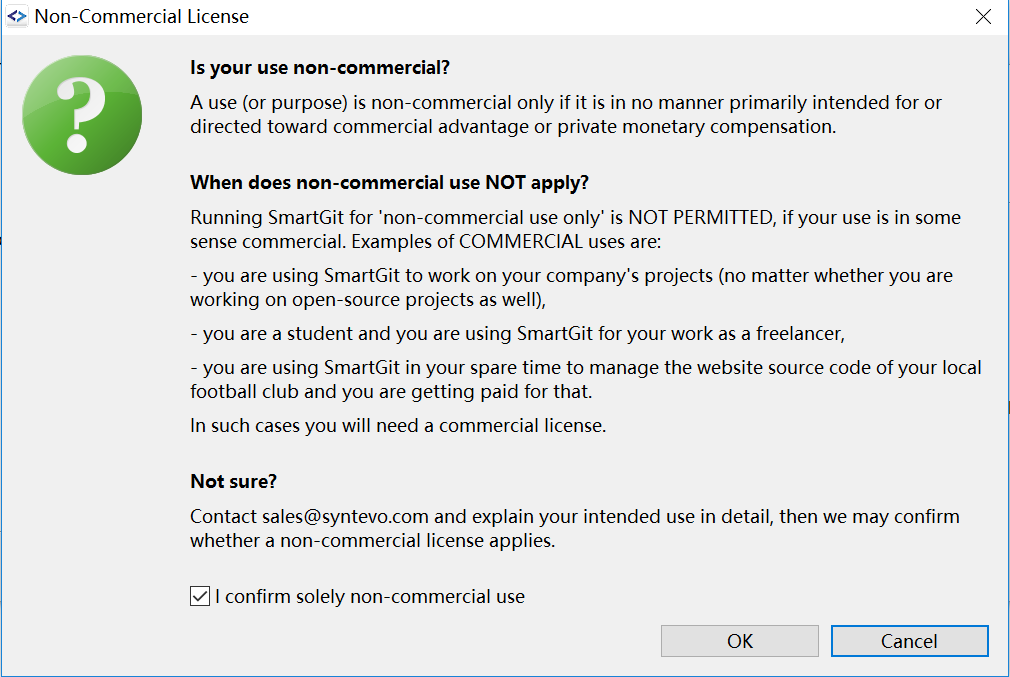 Non-Commercial License
Is your use non-commercial?
A use (or purpose) is non-commercial only if it is in no manner primarily intended for or
directed toward commercial advantage or private monetary compensation.
When does non-commercial use NOT apply?
Running SmartGit for 'non-commercial use only' is NOT PERMITTED, if your use is in some
sense commercial. Examples of COMMERCIAL uses are:
- you are using SmartGit to work on your company's projects (no matter whether you are
working on open-source projects as well),
- you are a student and you are using SmartGit for your work as a freelancer,
- you are using SmartGit in your spare time to manage the website source code of your local
football club and you are getting paid for that.
In such cases you will need a commercial license.
Not sure?
Contact sales@syntevo.com and explain your intended use in detail, then we may confirm
whether a non-commercial license applies.
I confirm solely non-commercial use
OK
Cancel